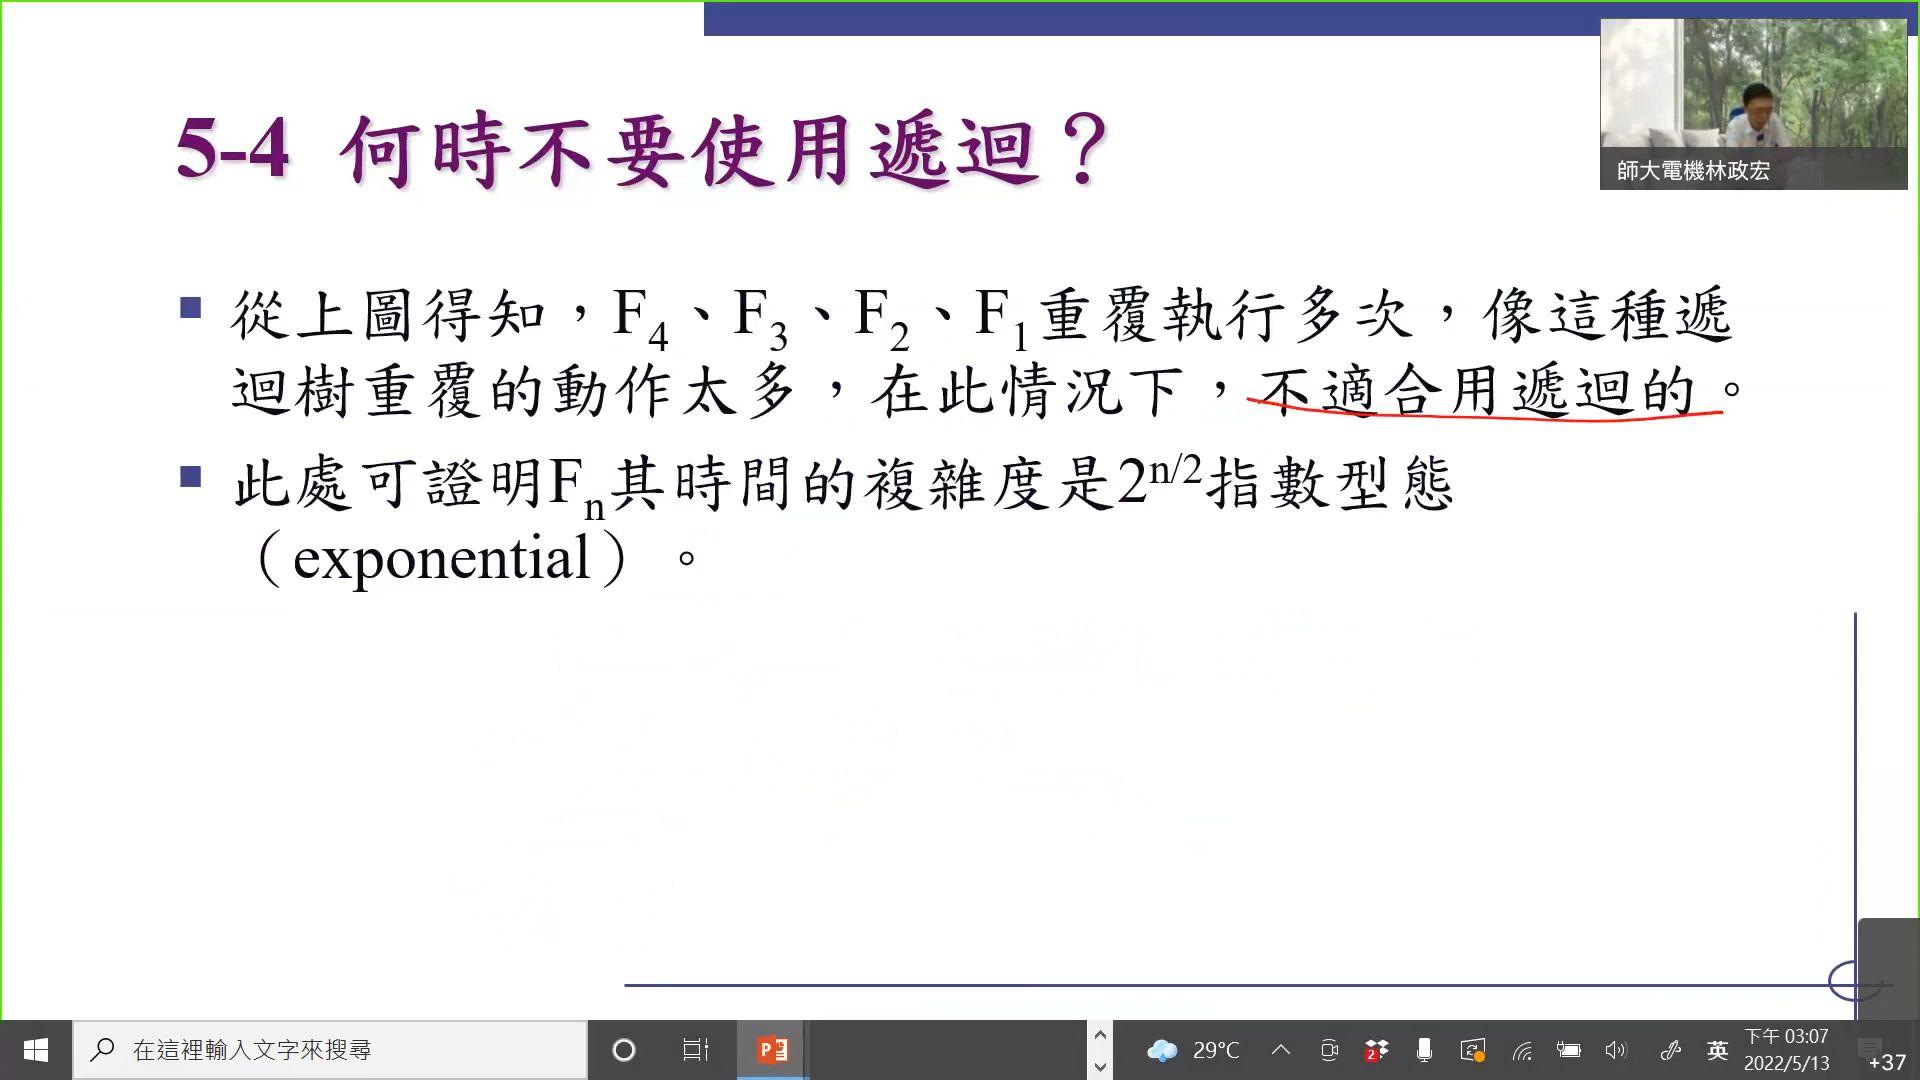 5-4 何時不要使用遞迴？
師大電機林政宏
從上圖得知，F4、F3、F2、F1重覆執行多次，像這種遞
迴樹重覆的動作太多，在此情況下，不適合用遞迴的。
此處可證明Fn其時間的複雜度是2n/2指數型態
（exponential）。
在這裡輸入文字來搜尋
2
29°C
英
下午 03:07
2022/5/13
+37